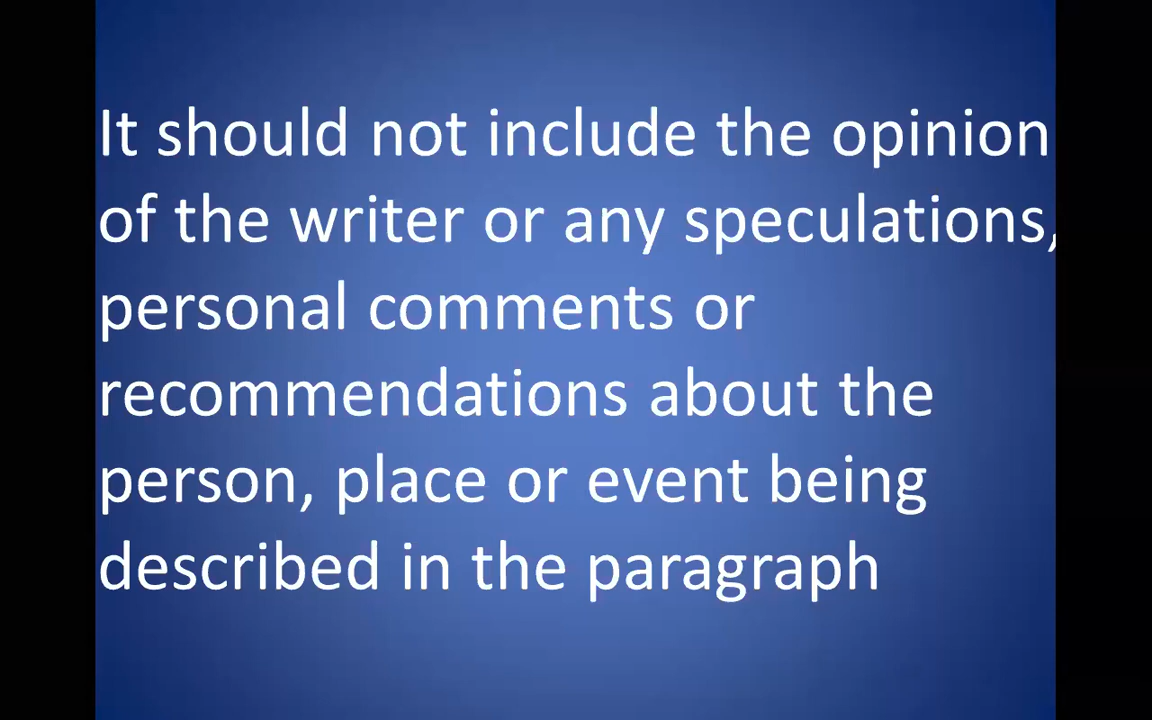 It should not include the opinion
of the writer or any speculations,
personal comments or
recommendations about the
person, place or event being
described in the paragraph